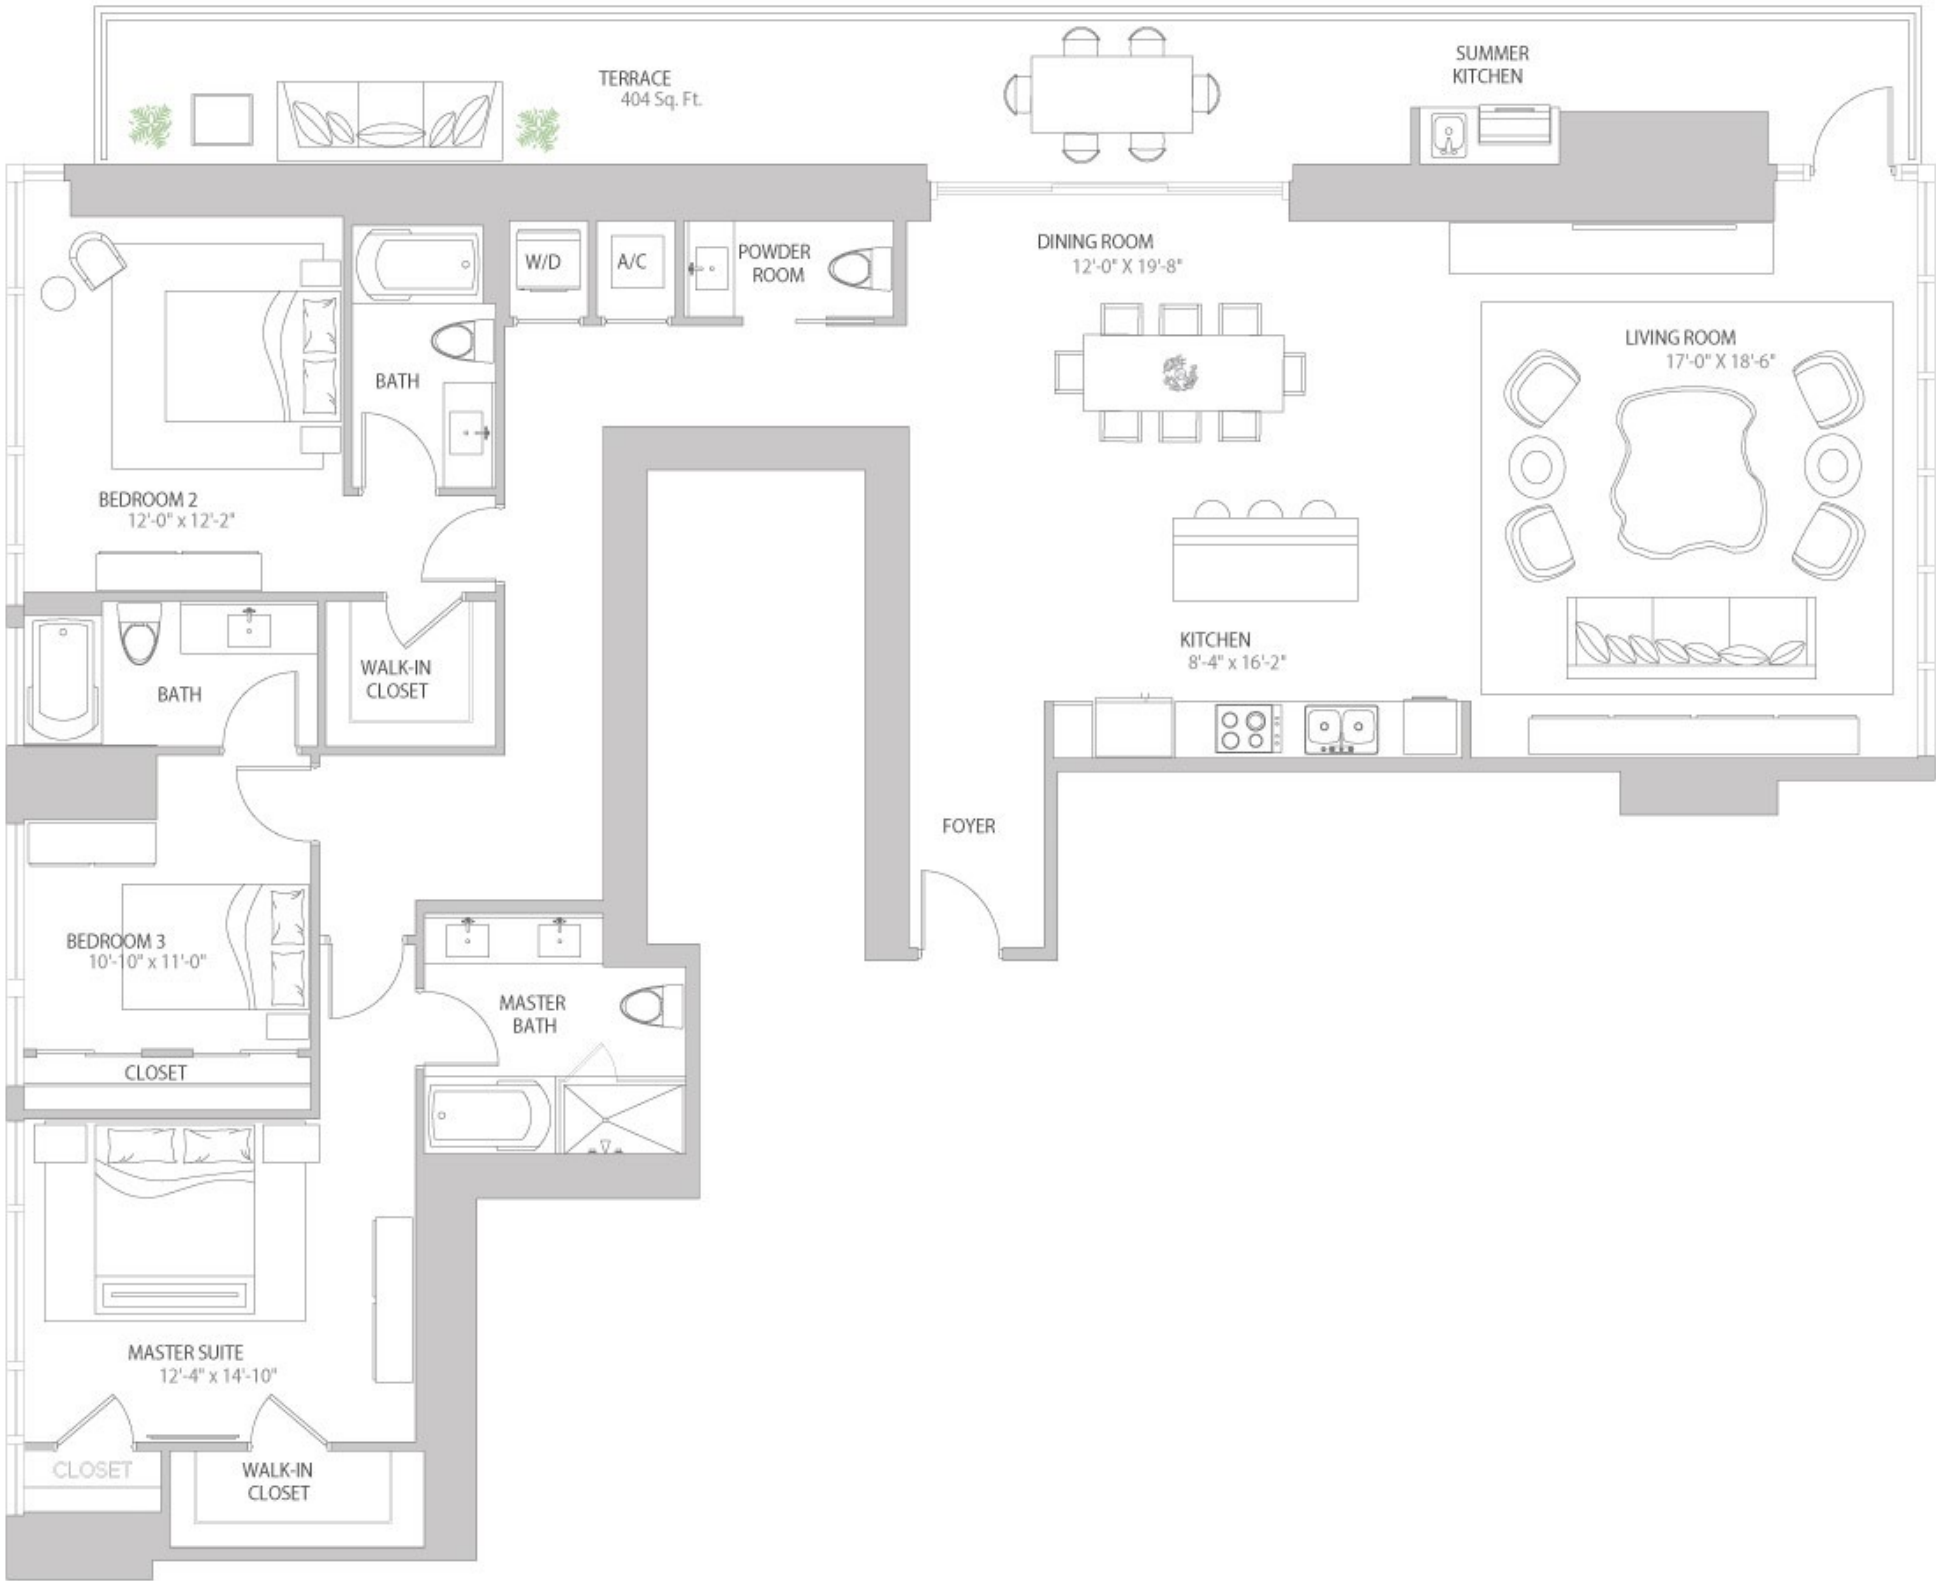 TERRACE
404 Sq. Ft.
SUMMER
KITCHEN
W/D
A/C
POWDER
ROOM
DINING ROOM
12'-0" X 19'-8"
LIVING ROOM
17'-0" X 18'-6"
BATH
BEDROOM 2
12'-0" x 12'-2"
KITCHEN
8'-4" x 16'-2"
BATH
WALK-IN
CLOSET
FOYER
BEDROOM 3
10'-10" x 11'-0"
MASTER
BATH
CLOSET
MASTER SUITE
12'-4" x 14'-10"
CLOSET
WALK-IN
CLOSET